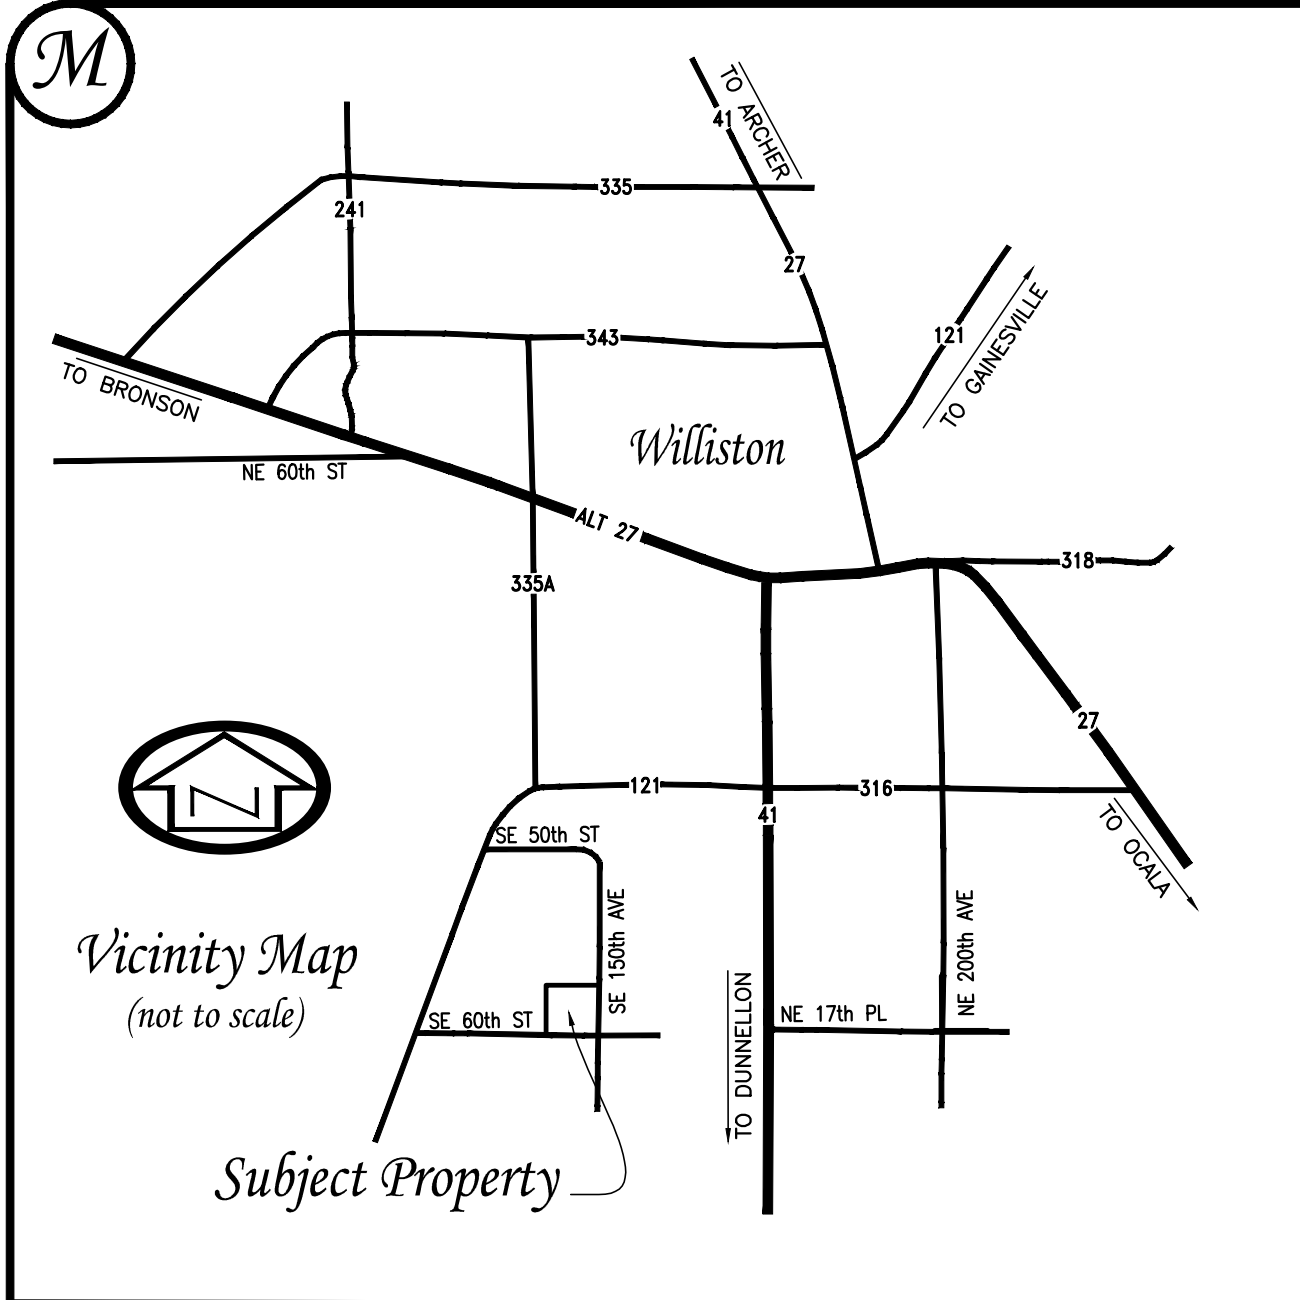 M
TO ARCHER
41
335
241
27
TO GAINESVILLE
121
343
TO BRONSON
Williston
NE 60th ST
ALT 27
318
335A
27
121
316
41
TO OCALA
SE 50th ST
SE 150th AVE
NE 200th AVE
N
Vicinity Map
(not to scale)
SE 60th ST
TO DUNNELLON
NE 17th PL
Subject Property